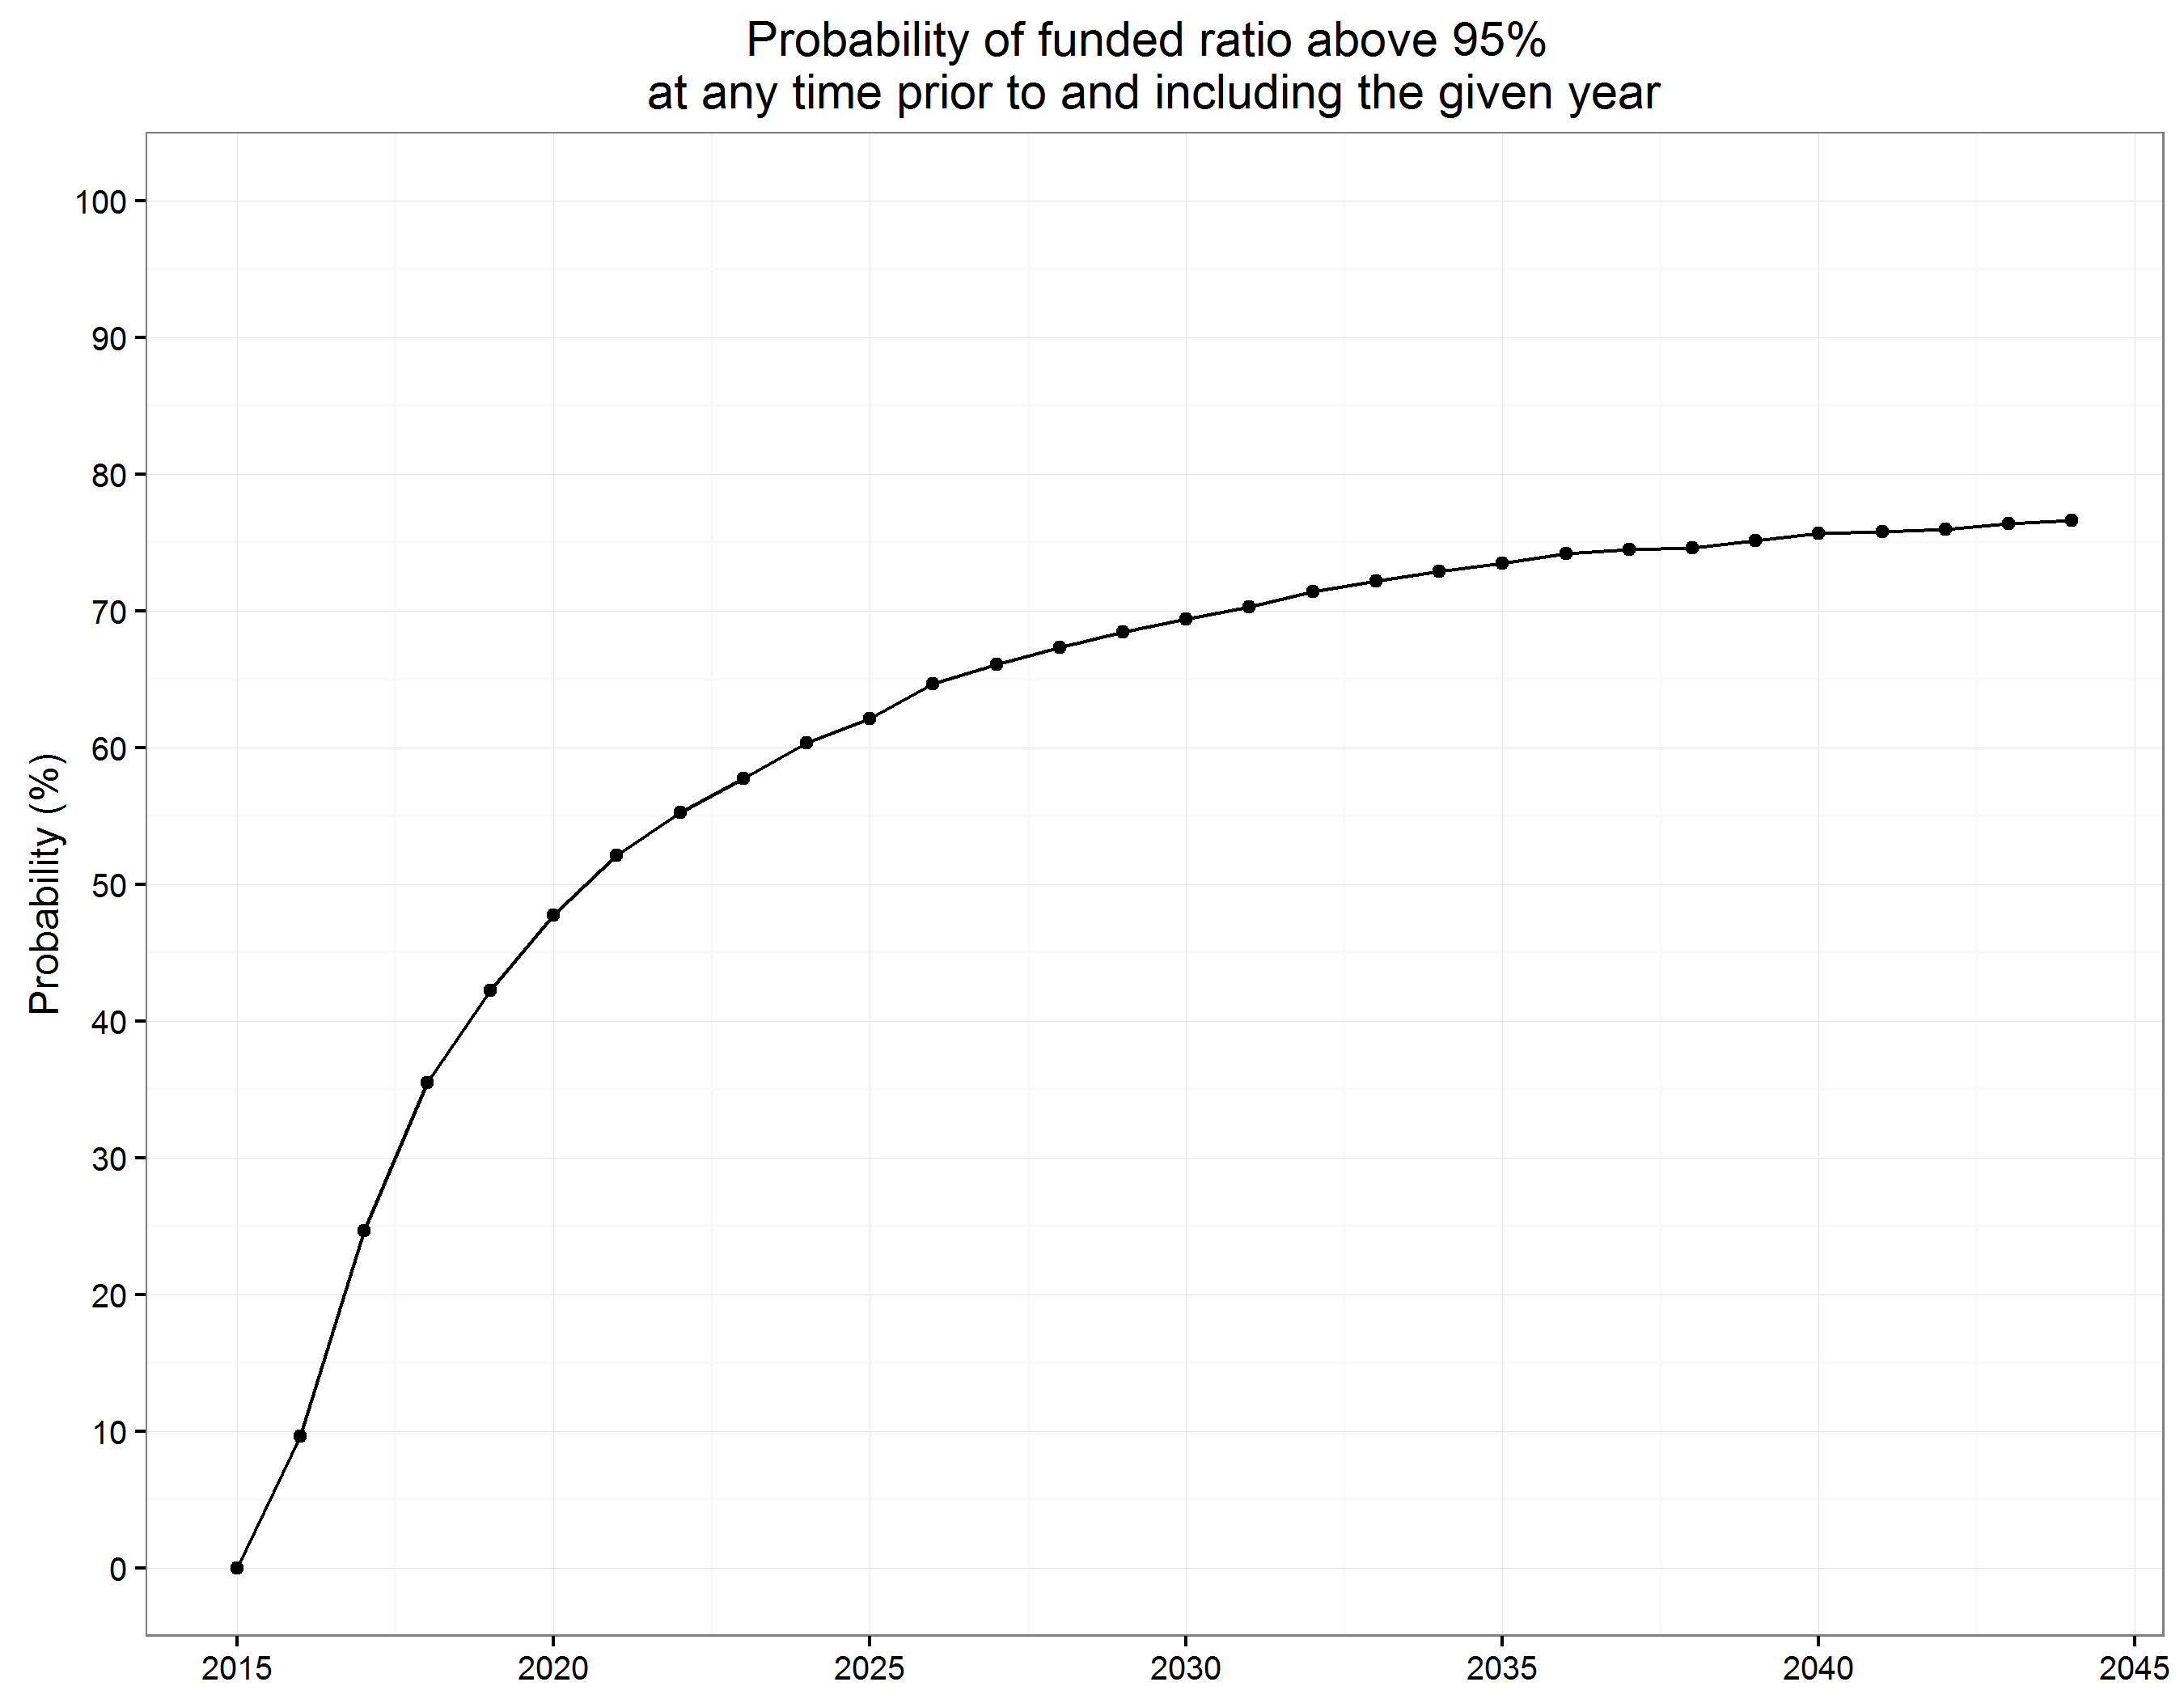 Probability of funded ratio above 95%
at any time prior to and including the given year
Probability (%)
100
90
80
70
60
50
40
30
20
10
0
2015 2020 2025 2030 2035 2040 2045